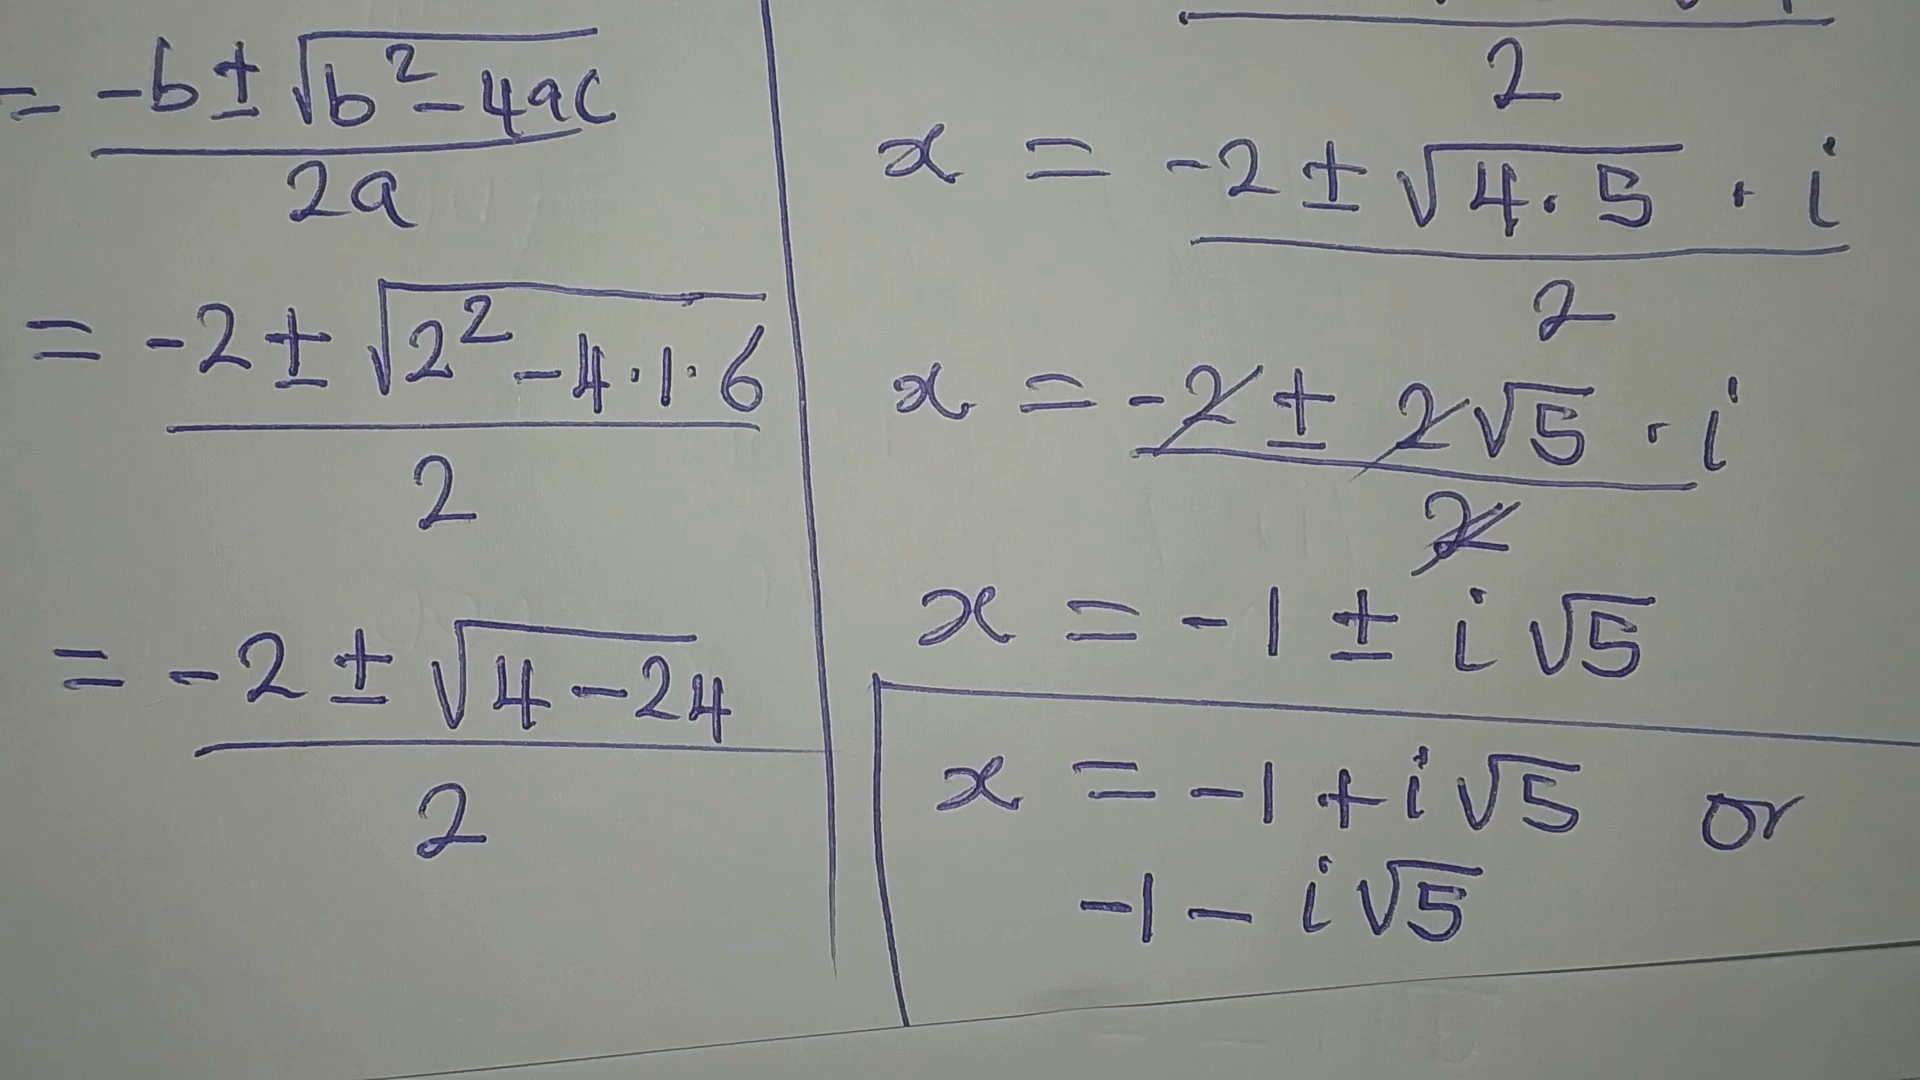 = -b ± √(b² - 4ac)
2a
= -2 ± √(2² - 4·1·6)
2
= -2 ± √(4 - 24)
2
2
x = -2 ± √(4·5) · i
2
x = -2 ± 2√5 · i
2
x = -1 ± i√5
x = -1 + i√5 or
-1 - i√5